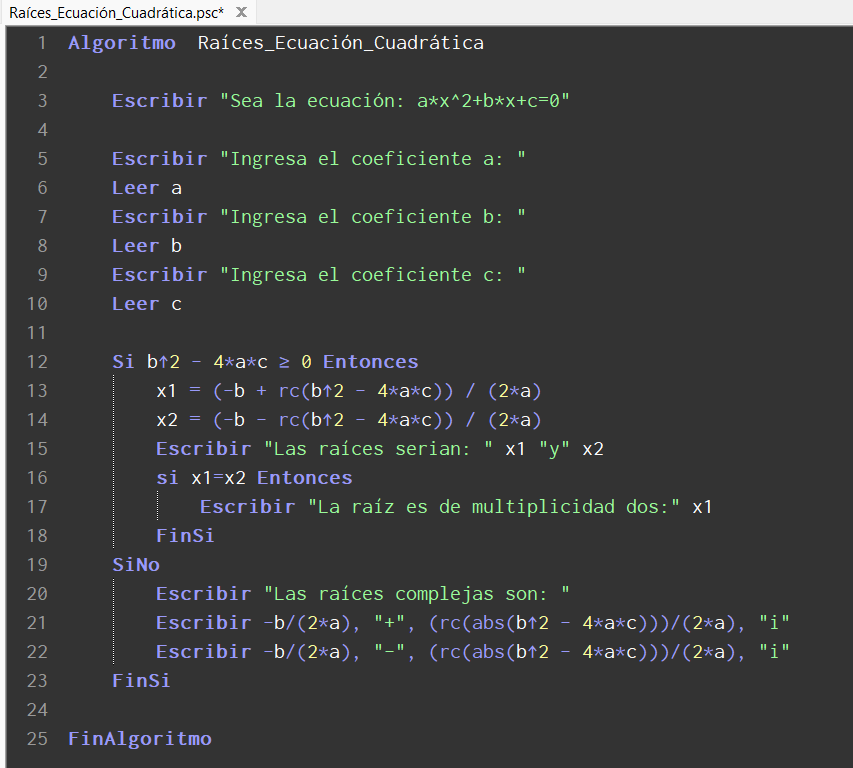 Raíces_Ecuación_Cuadrática.psc* X
1 Algoritmo Raíces_Ecuación_Cuadrática
2
3 Escribir "Sea la ecuación: a*x^2+b*x+c=0"
4
5 Escribir "Ingresa el coeficiente a: "
6 Leer a
7 Escribir "Ingresa el coeficiente b: "
8 Leer b
9 Escribir "Ingresa el coeficiente c: "
10 Leer c
11
12 Si b↑2 - 4*a*c ≥ 0 Entonces
13 x1 = (-b + rc(b↑2 - 4*a*c)) / (2*a)
14 x2 = (-b - rc(b↑2 - 4*a*c)) / (2*a)
15 Escribir "Las raíces serian: " x1 "y" x2
16 si x1=x2 Entonces
17 Escribir "La raíz es de multiplicidad dos:" x1
18 FinSi
19 SiNo
20 Escribir "Las raíces complejas son: "
21 Escribir -b/(2*a), "+", (rc(abs(b↑2 - 4*a*c)))/(2*a), "i"
22 Escribir -b/(2*a), "-", (rc(abs(b↑2 - 4*a*c)))/(2*a), "i"
23 FinSi
24
25 FinAlgoritmo